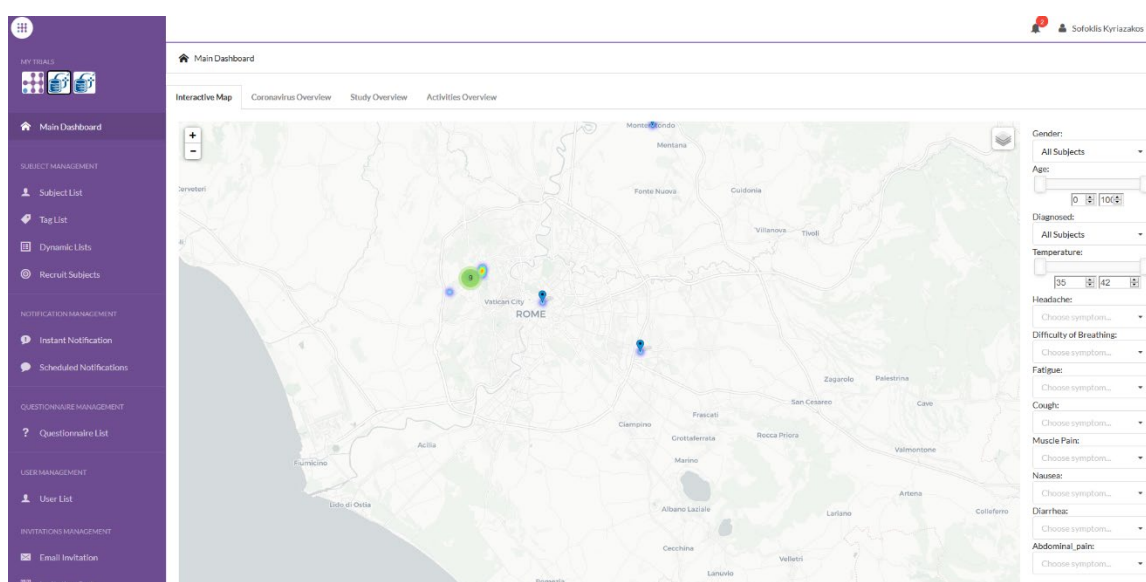 2
Sofoklis Kyriazakos
MY TRIALS
Main Dashboard
SUBJECT MANAGEMENT
Subject List
Tag List
Dynamic Lists
Recruit Subjects
NOTIFICATION MANAGEMENT
Instant Notification
Scheduled Notifications
QUESTIONNAIRE MANAGEMENT
? Questionnaire List
USER MANAGEMENT
User List
INVITATIONS MANAGEMENT
Email Invitation
Main Dashboard
Interactive Map Coronavirus Overview Study Overview Activities Overview
+
-
Mentana
Cerveteri
Fonte Nuova
Guidonia
Villanova
Tivoli
9
Vatican City
ROME
Zagarolo
Palestrina
San Cesareo
Cave
Frascati
Ciampino
Grottaferrata
Rocca Priora
Acilia
Valmontone
Marino
Fiumicino
Artena
Lido di Ostia
Albano Laziale
Lariano
Colleferro
Cecchina
Velletri
Lanuvio
Gender:
All Subjects
Age:
0 100
Diagnosed:
All Subjects
Temperature:
35 42
Headache:
Choose symptom...
Difficulty of Breathing:
Choose symptom...
Fatigue:
Choose symptom...
Cough:
Choose symptom...
Muscle Pain:
Choose symptom...
Nausea:
Choose symptom...
Diarrhea:
Choose symptom...
Abdominal_pain:
Choose symptom...